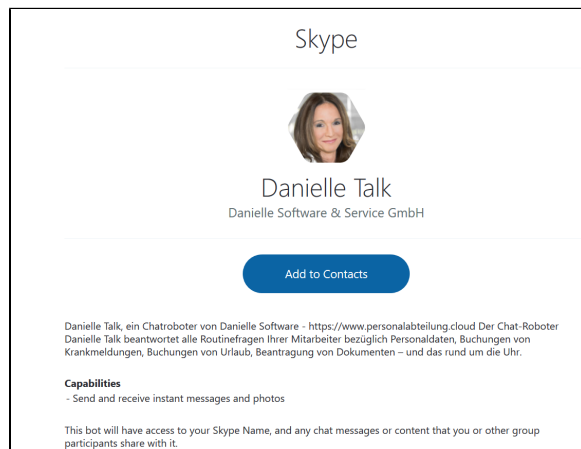 Skype
Danielle Talk
Danielle Software & Service GmbH
Add to Contacts
Danielle Talk, ein Chatroboter von Danielle Software - https://www.personalabteilung.cloud Der Chat-Roboter
Danielle Talk beantwortet alle Routinefragen Ihrer Mitarbeiter bezüglich Personaldaten, Buchungen von
Krankmeldungen, Buchungen von Urlaub, Beantragung von Dokumenten – und das rund um die Uhr.
Capabilities
- Send and receive instant messages and photos
This bot will have access to your Skype Name, and any chat messages or content that you or other group
participants share with it.